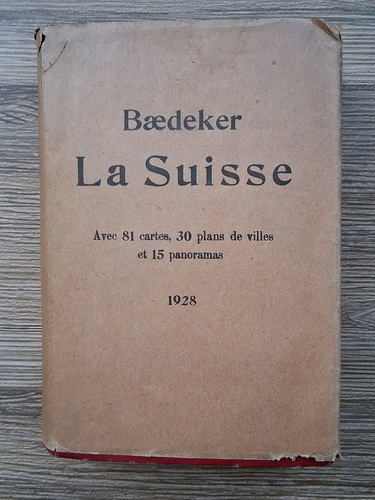 Bædeker
La Suisse
Avec 81 cartes, 30 plans de villes
et 15 panoramas
1928